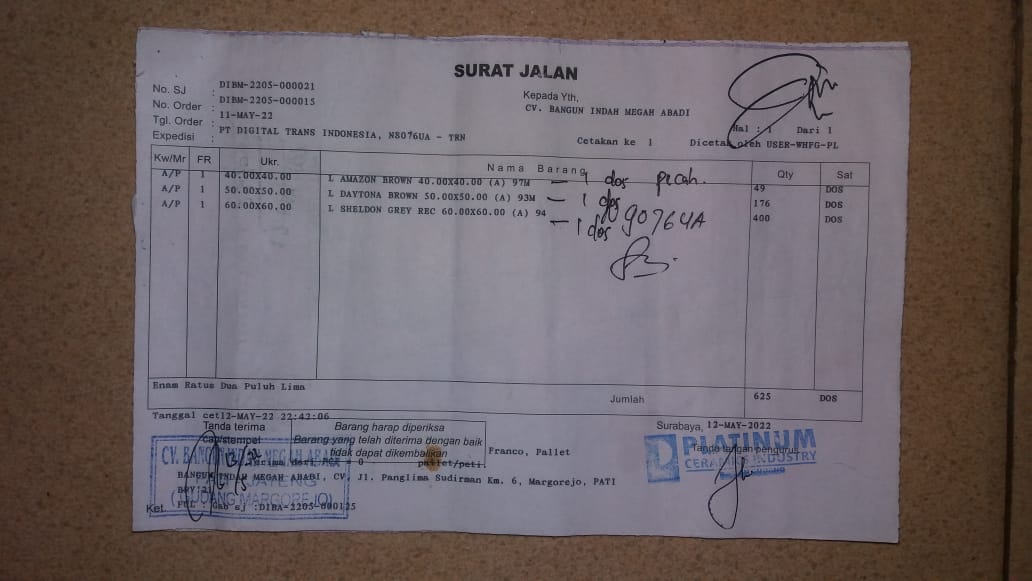 SURAT JALAN
No. SJ : DIBM-2205-000021
No. Order : DIBM-2205-000015
Tgl. Order : 11-MAY-22
Expedisi : PT DIGITAL TRANS INDONESIA, N8076UA - TRN
Kepada Yth,
CV. BANGUN INDAH MEGAH ABADI
Hal : 1 Dari 1
Cetakan ke 1 Dicetak oleh USER-WHFG-PL
Kw/Mr FR Ukr. Nama Barang Qty Sat
A/P 1 40.00X40.00 L AMAZON BROWN 40.00X40.00 (A) 97M - 1 dos pecah. 49 DOS
A/P 1 50.00X50.00 L DAYTONA BROWN 50.00X50.00 (A) 93M - 1 dos 176 DOS
A/P 1 60.00X60.00 L SHELDON GREY REC 60.00X60.00 (A) 94 - 1 dos 90764A 400 DOS
Enam Ratus Dua Puluh Lima
Jumlah 625 DOS
Tanggal cet12-MAY-22 22:42:06
Tanda terima
cap/stempel
Barang harap diperiksa
Barang yang telah diterima dengan baik
tidak dapat dikembalikan
Franco, Pallet
Surabaya, 12-MAY-2022
Tanda tangan pengurus
PLATINUM
CERAMICS INDUSTRY
CV. BANGUN INDAH MEGAH ABADI
= 0 pallet/peti.
BANGUN INDAH MEGAH ABADI, CV, Jl. Panglima Sudirman Km. 6, Margorejo, PATI
(GUDANG MARGOREJO)
Ket. : Gab sj :DIBA-2205-000125